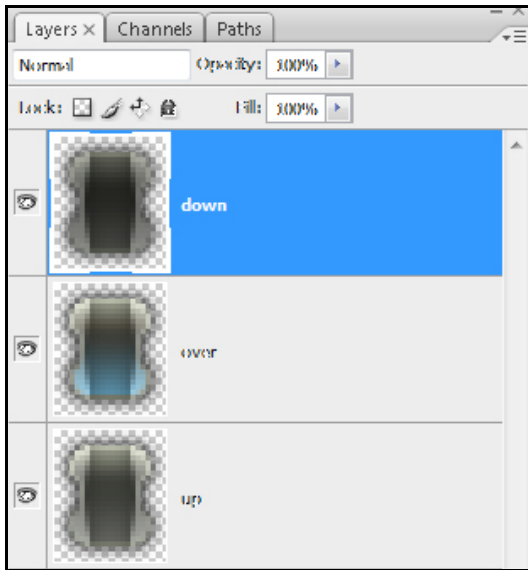 Layers × Channels Paths
Normal Opacity: 100%
Lock: Fill: 100%
down
over
up